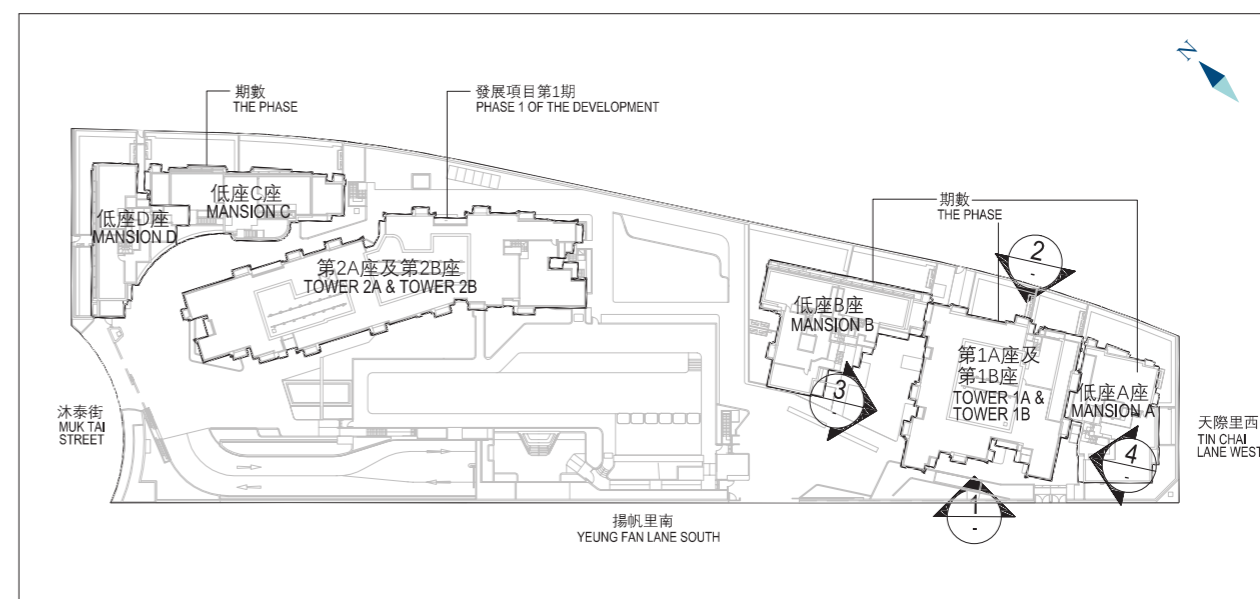 N
期數
THE PHASE
發展項目第1期
PHASE 1 OF THE DEVELOPMENT
低座C座
MANSION C
低座D座
MANSION D
第2A座及第2B座
TOWER 2A & TOWER 2B
期數
THE PHASE
2
-
低座B座
MANSION B
第1A座及
第1B座
TOWER 1A &
TOWER 1B
低座A座
MANSION A
3
-
4
-
1
-
沐泰街
MUK TAI
STREET
天際里西
TIN CHAI
LANE WEST
揚帆里南
YEUNG FAN LANE SOUTH